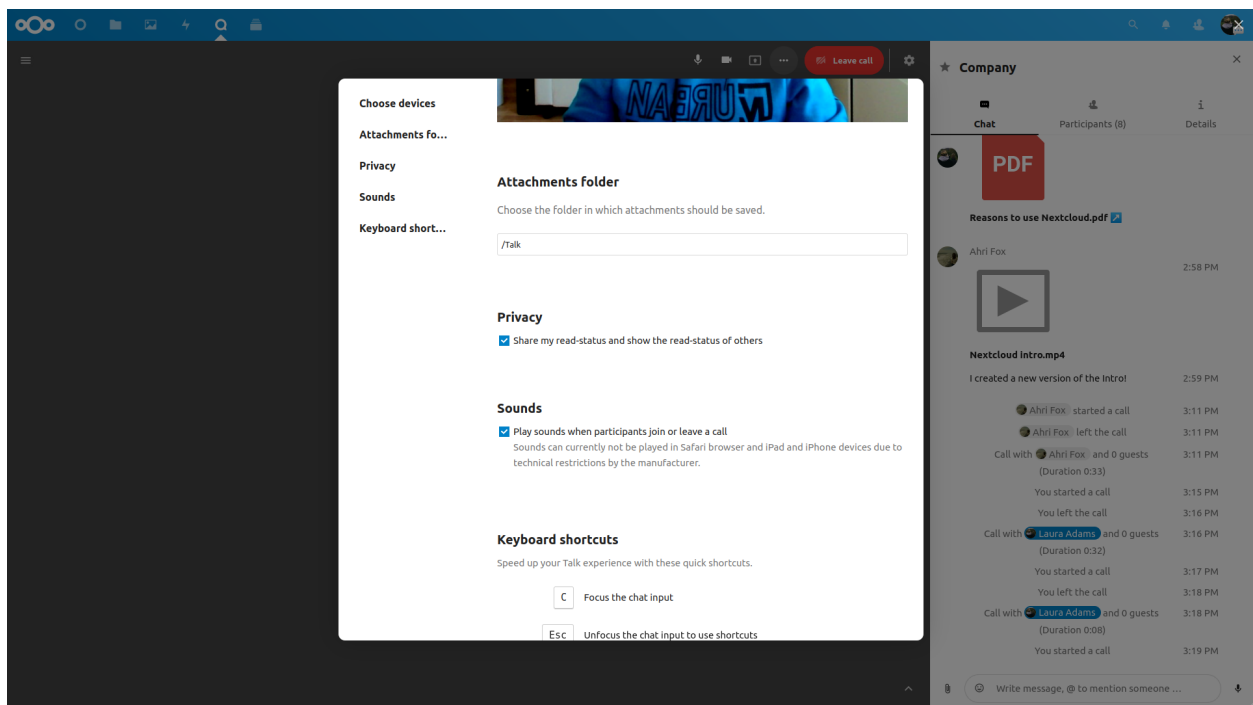 Leave call
Choose devices
Attachments fo...
Privacy
Sounds
Keyboard short...
Attachments folder
Choose the folder in which attachments should be saved.
/Talk
Privacy
Share my read-status and show the read-status of others
Sounds
Play sounds when participants join or leave a call
Sounds can currently not be played in Safari browser and iPad and iPhone devices due to
technical restrictions by the manufacturer.
Keyboard shortcuts
Speed up your Talk experience with these quick shortcuts.
C Focus the chat input
Esc Unfocus the chat input to use shortcuts
Company
Chat Participants (8) Details
PDF
Reasons to use Nextcloud.pdf
Ahri Fox
2:58 PM
Nextcloud intro.mp4
I created a new version of the Intro! 2:59 PM
Ahri Fox started a call 3:11 PM
Ahri Fox left the call 3:11 PM
Call with Ahri Fox and 0 guests 3:11 PM
(Duration 0:33)
You started a call 3:15 PM
You left the call 3:16 PM
Call with Laura Adams and 0 guests 3:16 PM
(Duration 0:32)
You started a call 3:17 PM
You left the call 3:18 PM
Call with Laura Adams and 0 guests 3:18 PM
(Duration 0:08)
You started a call 3:19 PM
Write message, @ to mention someone ...